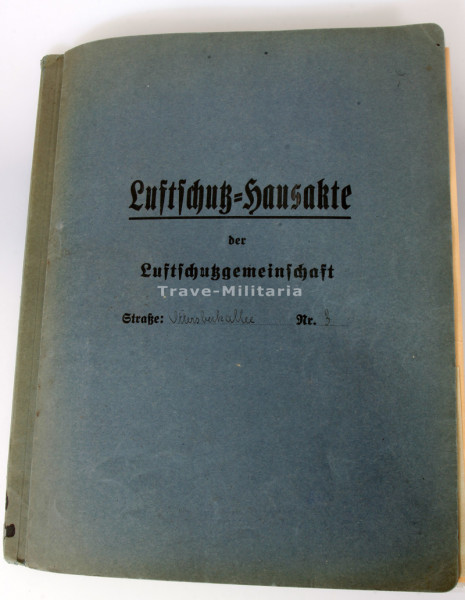 Luftschutz=Hausakte
der
Luftschutzgemeinschaft
Trave-Militaria
Straße: Nr. 3